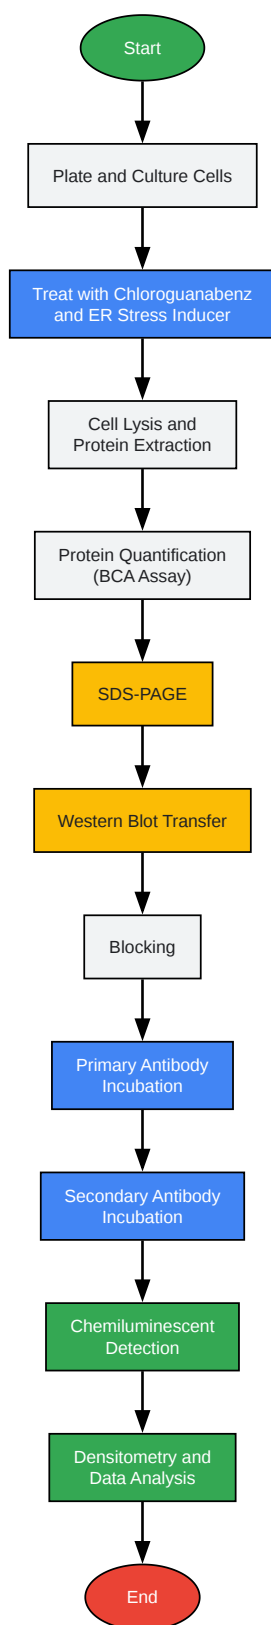 Start
Plate and Culture Cells
Treat with Chloroguanabenz
and ER Stress Inducer
Cell Lysis and
Protein Extraction
Protein Quantification
(BCA Assay)
SDS-PAGE
Western Blot Transfer
Blocking
Primary Antibody
Incubation
Secondary Antibody
Incubation
Chemiluminescent
Detection
Densitometry and
Data Analysis
End